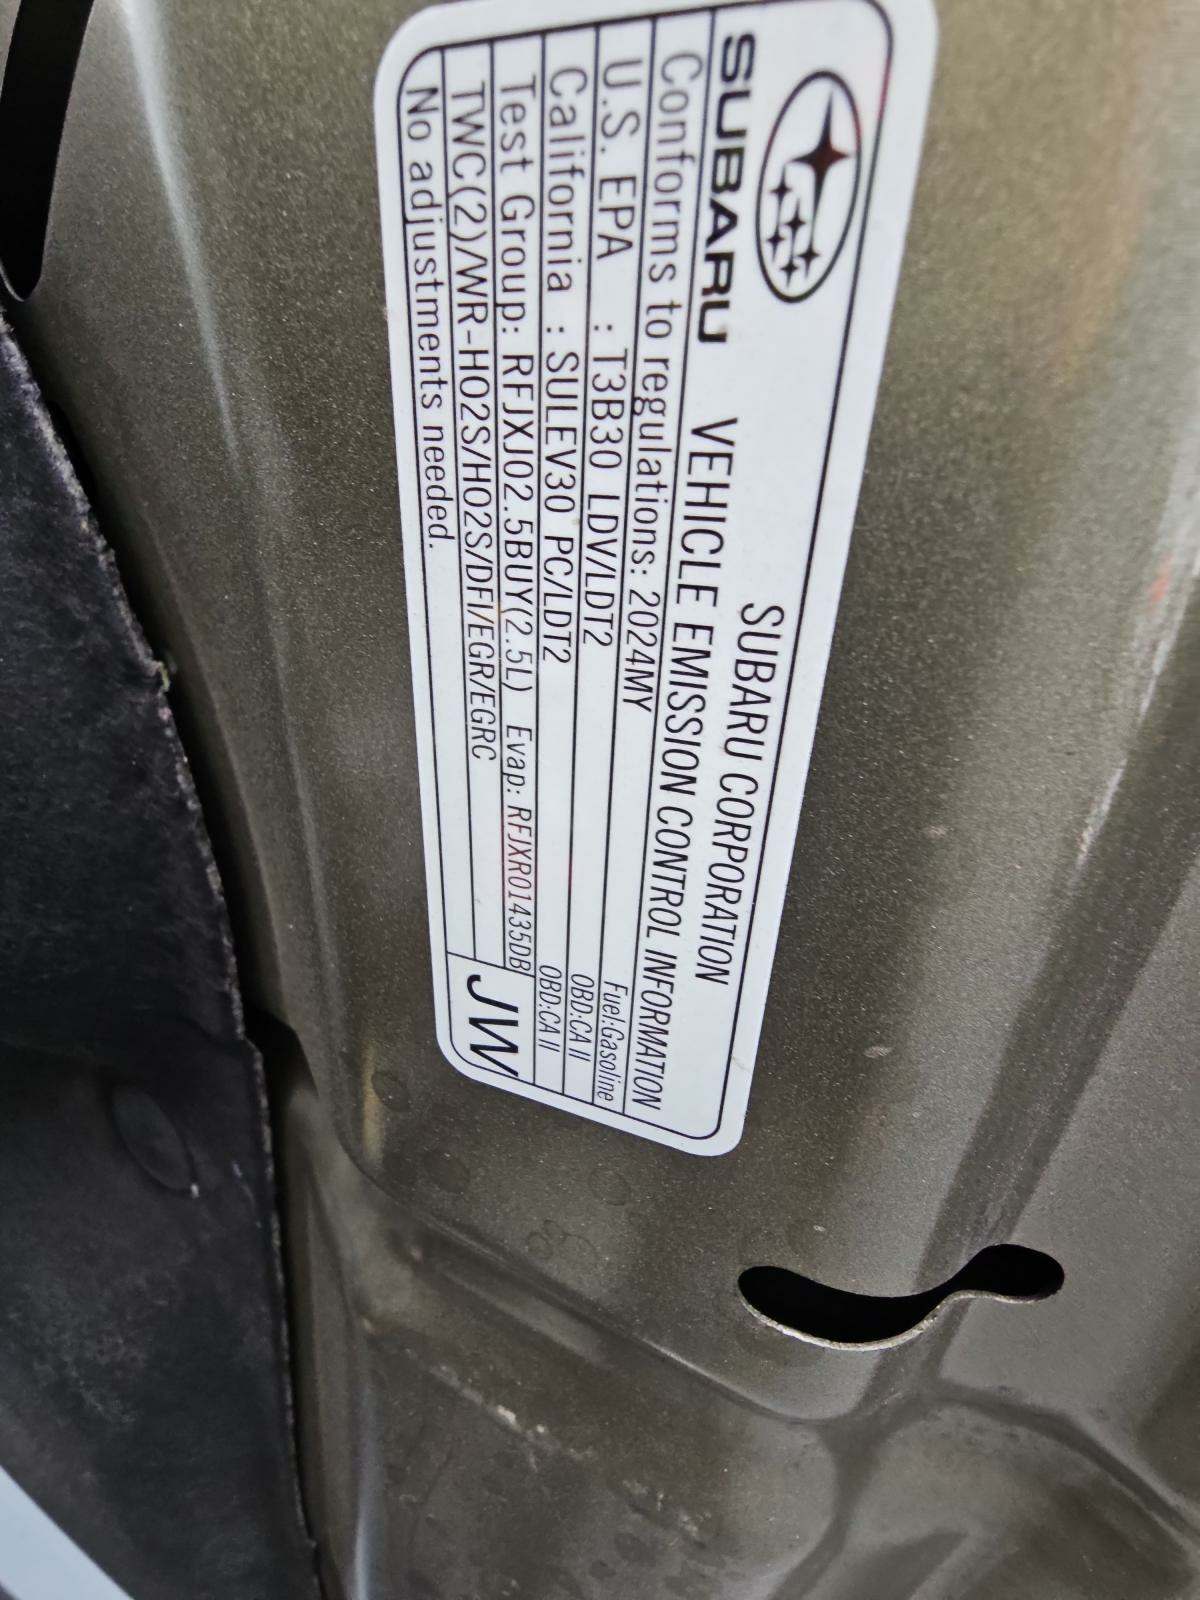 SUBARU CORPORATION
SUBARU VEHICLE EMISSION CONTROL INFORMATION
Conforms to regulations: 2024MY Fuel:Gasoline
U.S. EPA : T3B30 LDV/LDT2 OBD:CA II
California : SULEV30 PC/LDT2 OBD:CA II
Test Group: RFJXJ02.5BUY(2.5L) Evap: RFJXR01435DB
TWC(2)/WR-HO2S/HO2S/DFI/EGR/EGRC
No adjustments needed.
JW